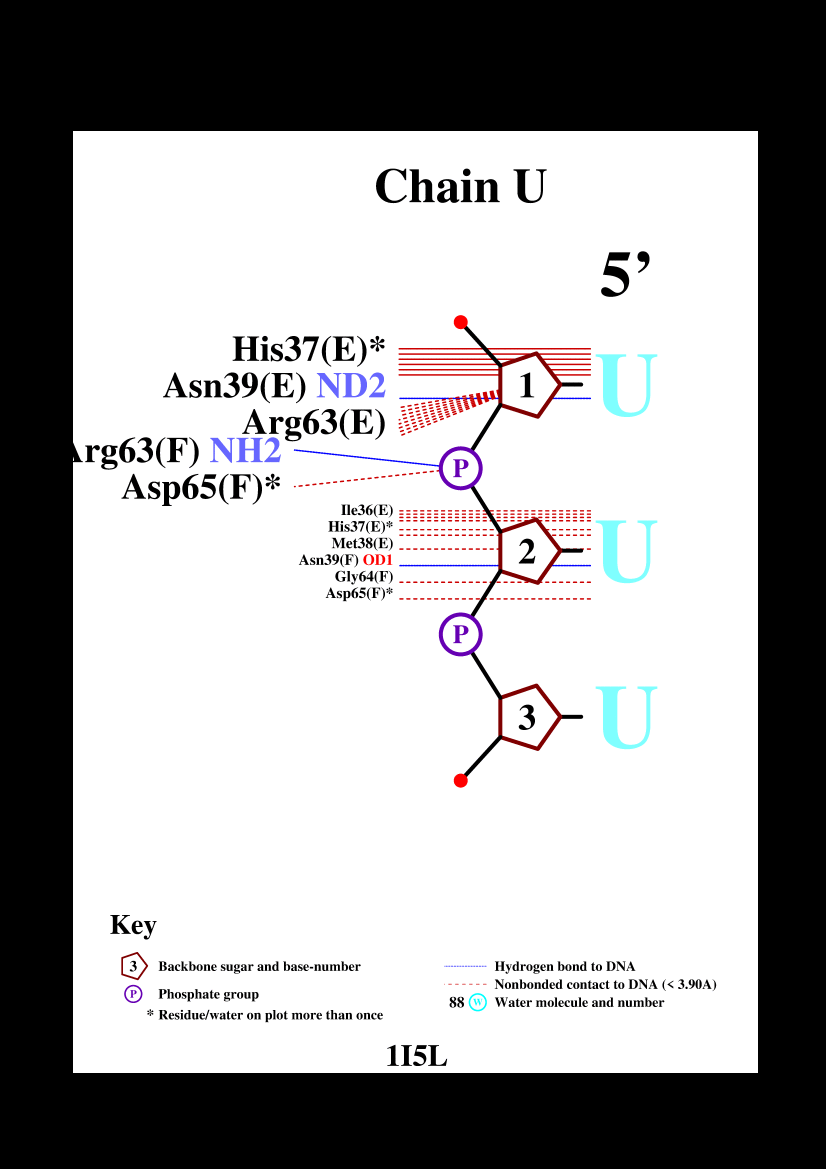 Chain U
5’
His37(E)*
U
1
Asn39(E) ND2
Arg63(E)
Arg63(F) NH2
P
Asp65(F)*
Ile36(E)
His37(E)*
Met38(E)
2
U
Asn39(F) OD1
Gly64(F)
Asp65(F)*
P
3
U
Key
3 Backbone sugar and base-number
P Phosphate group
* Residue/water on plot more than once
Hydrogen bond to DNA
Nonbonded contact to DNA (< 3.90A)
88 W Water molecule and number
1I5L